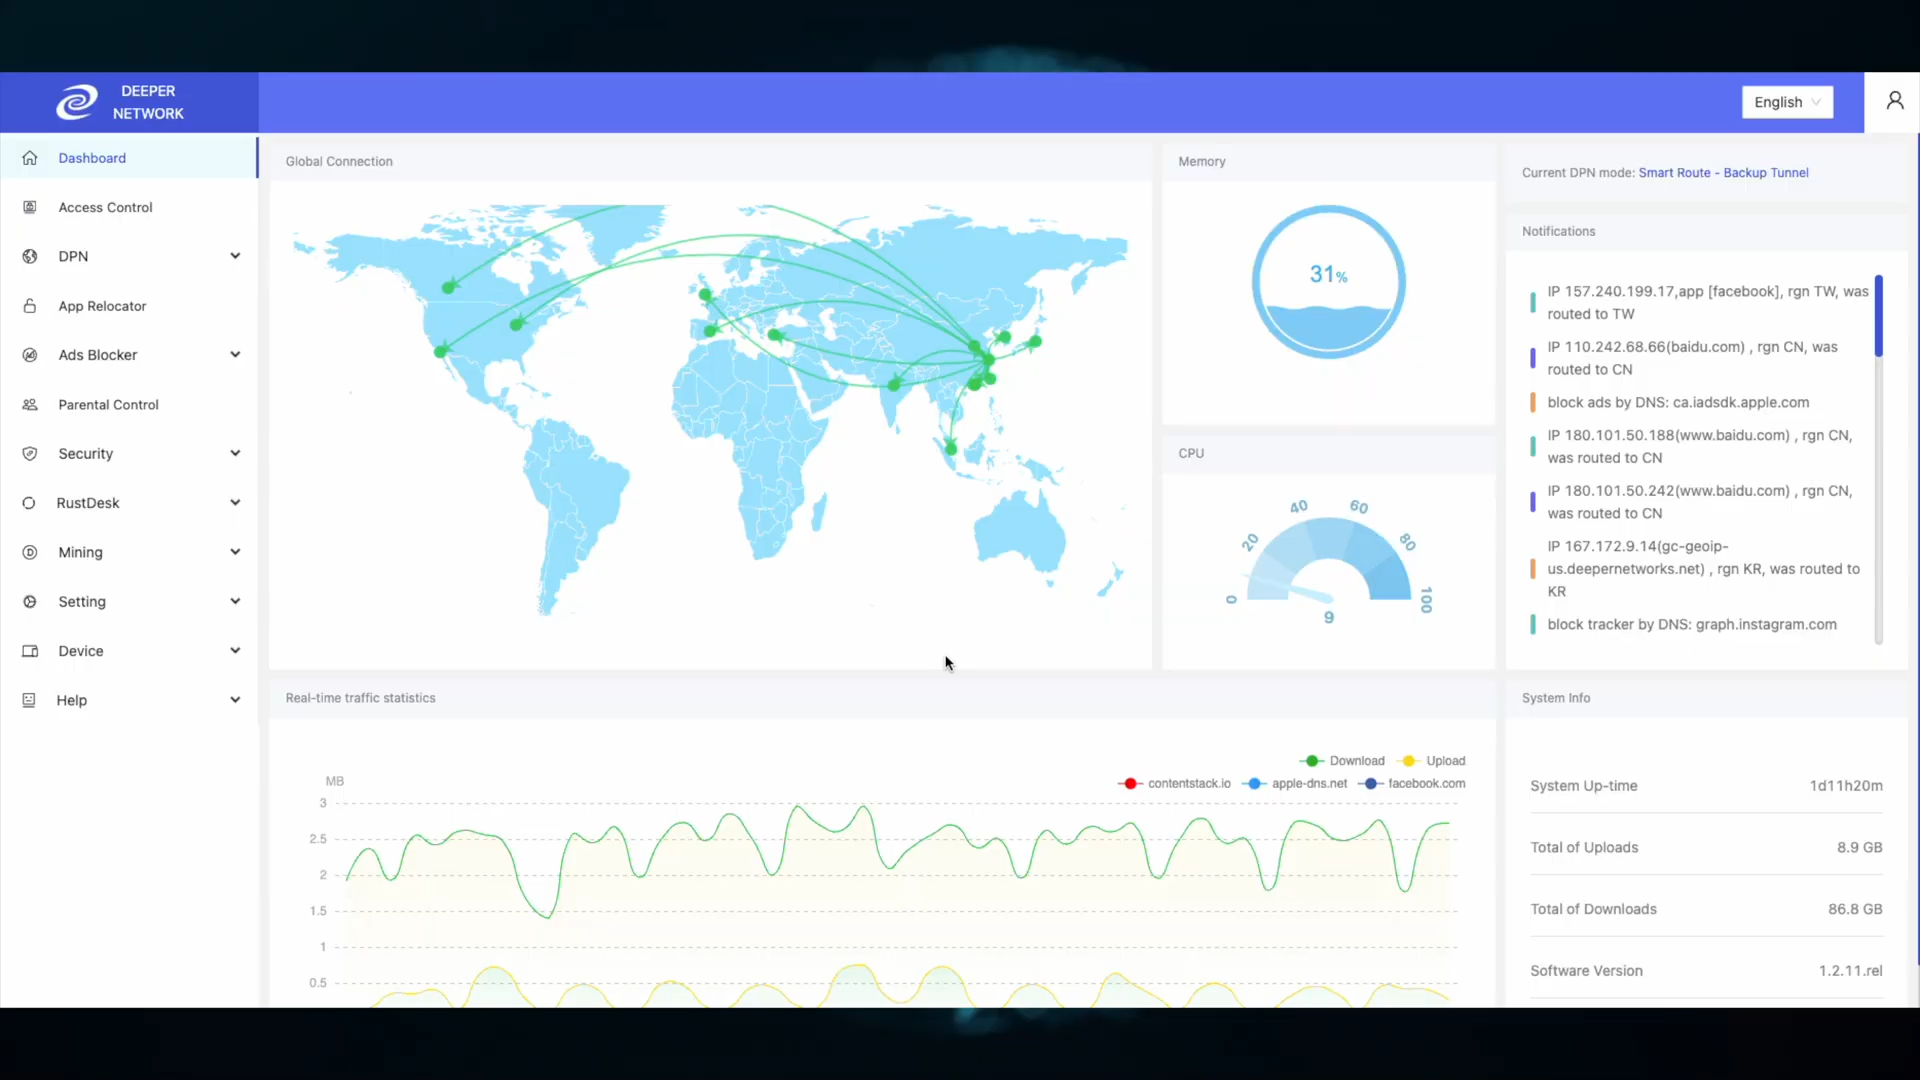 DEEPER
NETWORK
English
Dashboard
Access Control
DPN
App Relocator
Ads Blocker
Parental Control
Security
RustDesk
Mining
Setting
Device
Help
Global Connection
Memory
31%
CPU
0
20
40
60
80
100
9
Current DPN mode: Smart Route - Backup Tunnel
Notifications
IP 157.240.199.17,app [facebook], rgn TW, was
routed to TW
IP 110.242.68.66(baidu.com) , rgn CN, was
routed to CN
block ads by DNS: ca.iadsdk.apple.com
IP 180.101.50.188(www.baidu.com) , rgn CN,
was routed to CN
IP 180.101.50.242(www.baidu.com) , rgn CN,
was routed to CN
IP 167.172.9.14(gc-geoip-
us.deepernetworks.net) , rgn KR, was routed to
KR
block tracker by DNS: graph.instagram.com
Real-time traffic statistics
Download Upload
contentstack.io apple-dns.net facebook.com
MB
3
2.5
2
1.5
1
0.5
System Info
System Up-time 1d11h20m
Total of Uploads 8.9 GB
Total of Downloads 86.8 GB
Software Version 1.2.11.rel